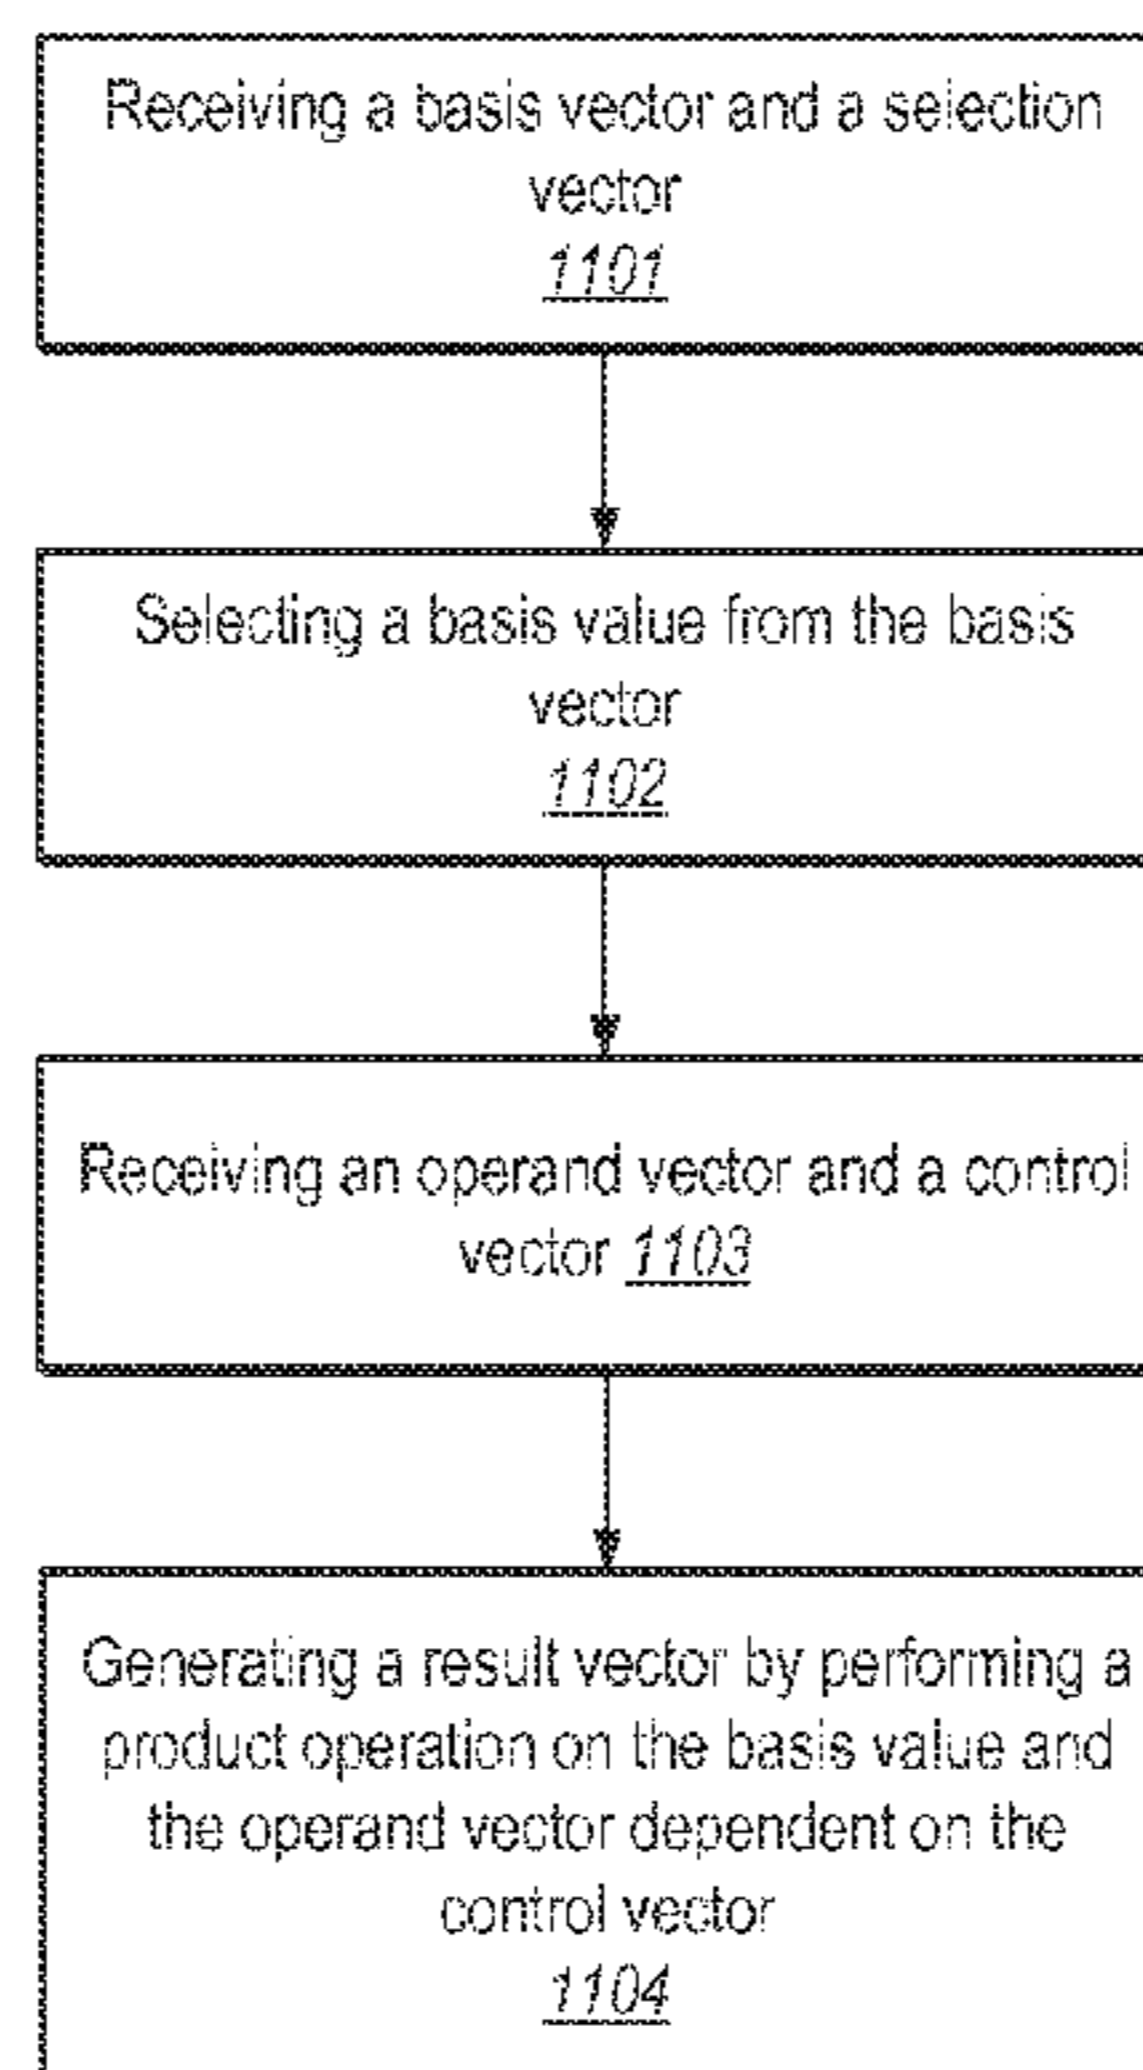 Receiving a basis vector and a selection
vector
1101
Selecting a basis value from the basis
vector
1102
Receiving an operand vector and a control
vector 1103
Generating a result vector by performing a
product operation on the basis value and
the operand vector dependent on the
control vector
1104